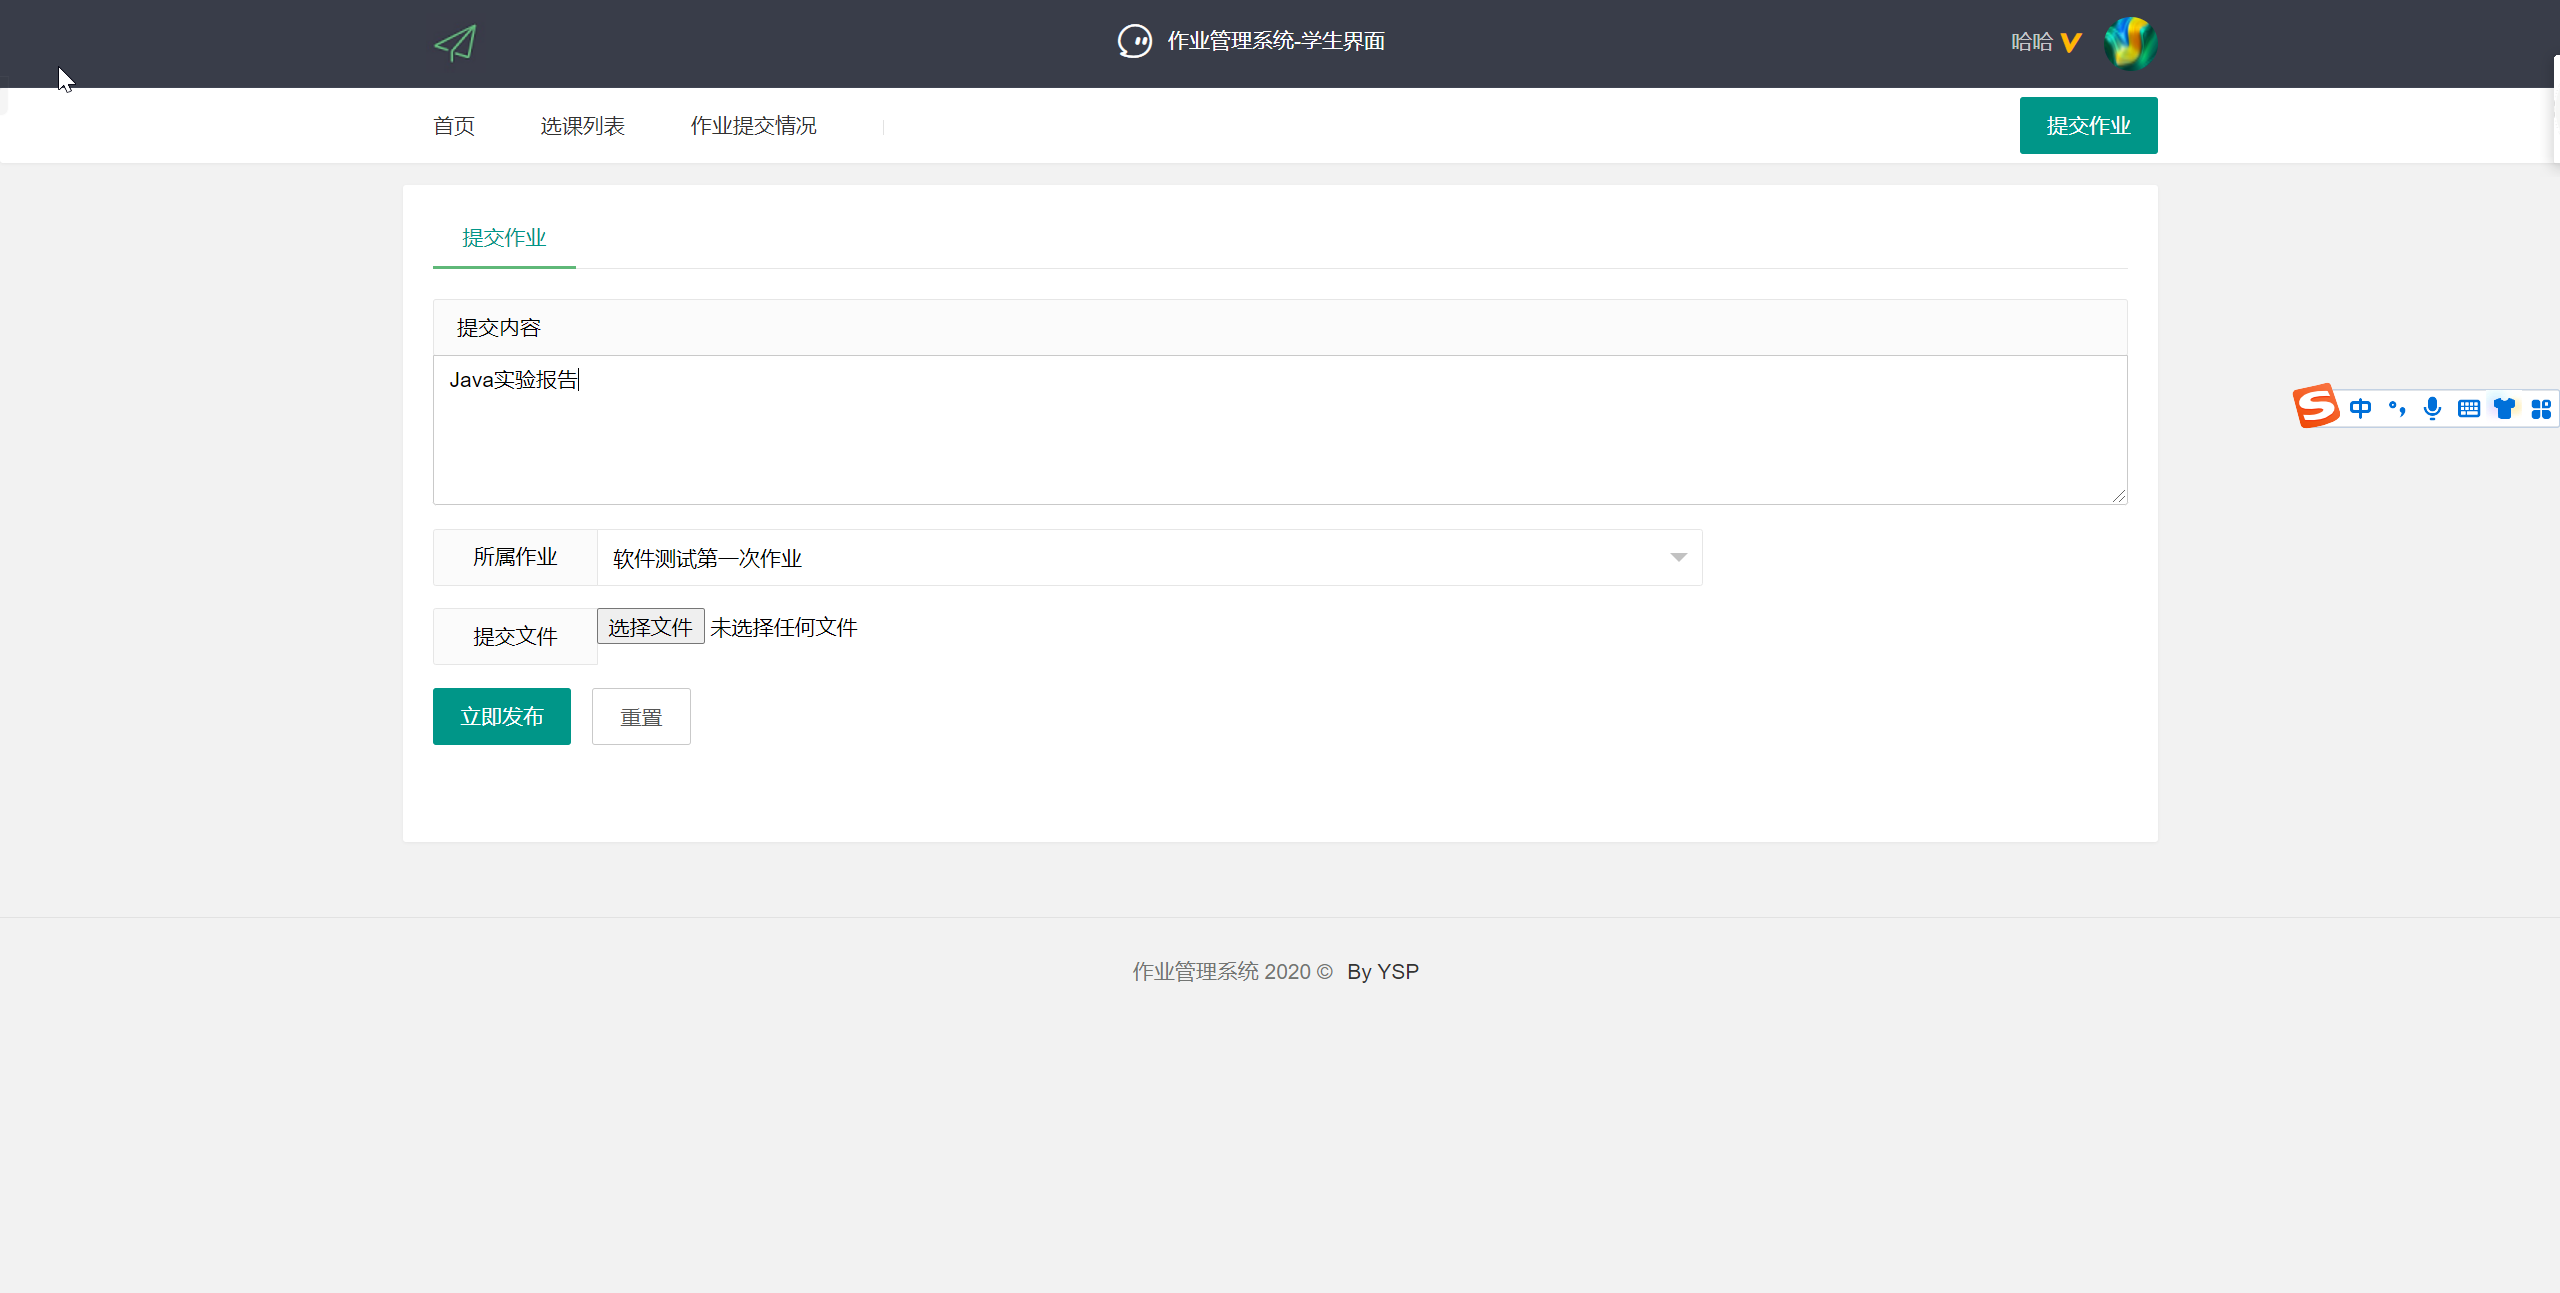 作业管理系统-学生界面
哈哈
首页
选课列表
作业提交情况
提交作业
提交作业
提交内容
Java实验报告
所属作业
软件测试第一次作业
提交文件
选择文件 未选择任何文件
立即发布
重置
中
作业管理系统 2020 © By YSP